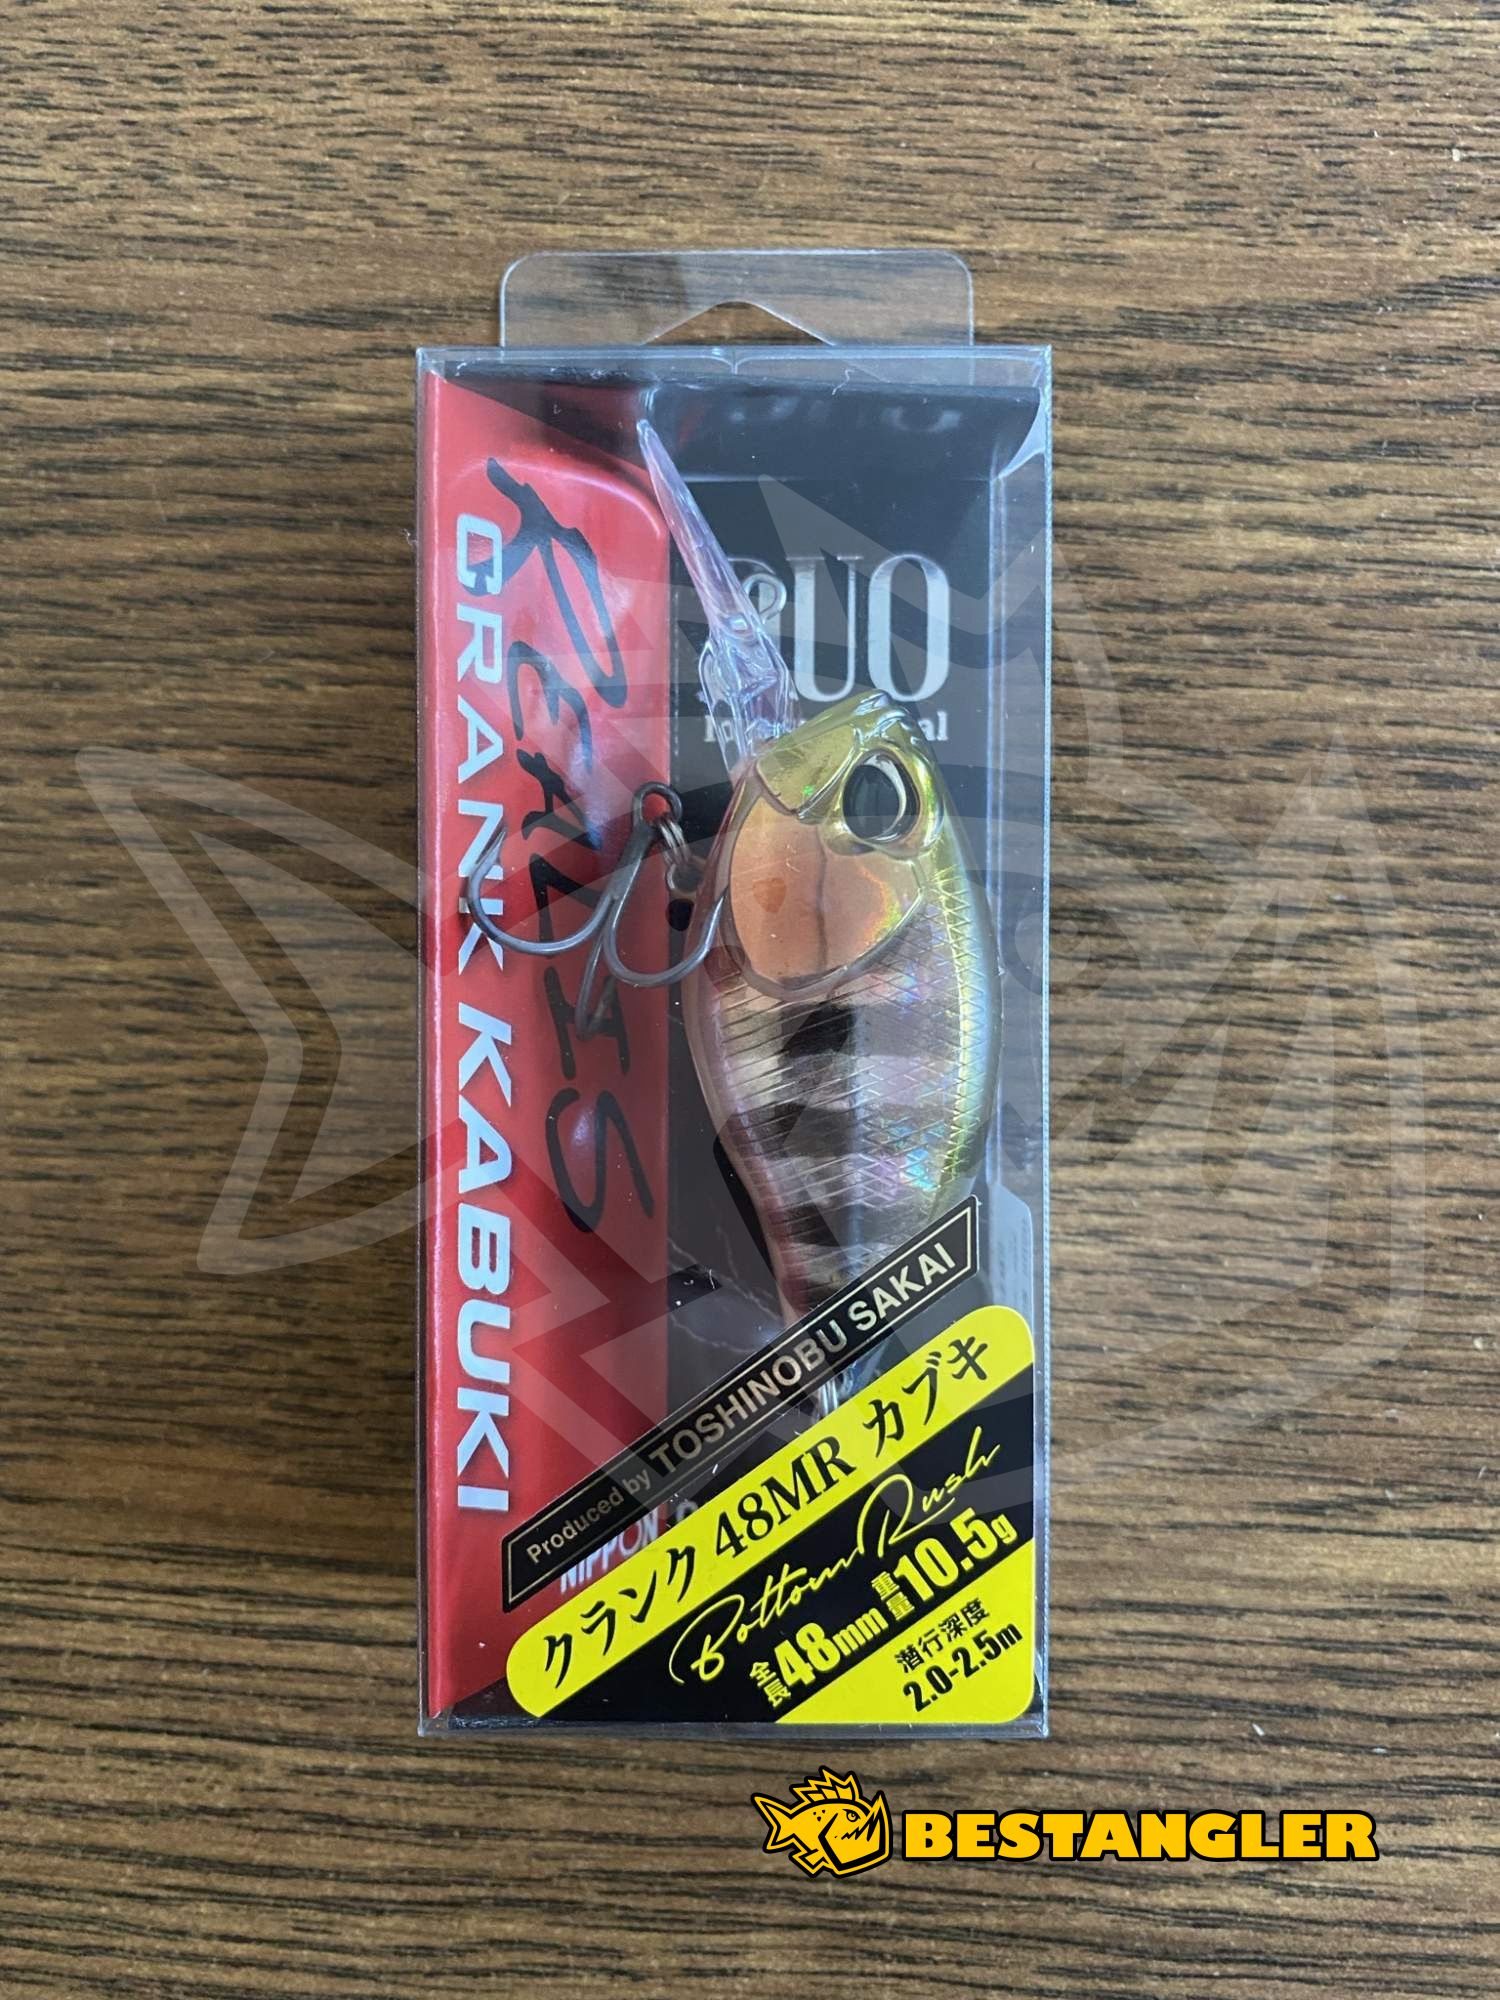 DUO
International
REALIS
CRANK KABUKI
Produced by TOSHINOBU SAKAI
NIPPON
クランク 48MR カブキ
Bottom Rush
全長48mm 重量10.5g
潜行深度
2.0-2.5m
BESTANGLER